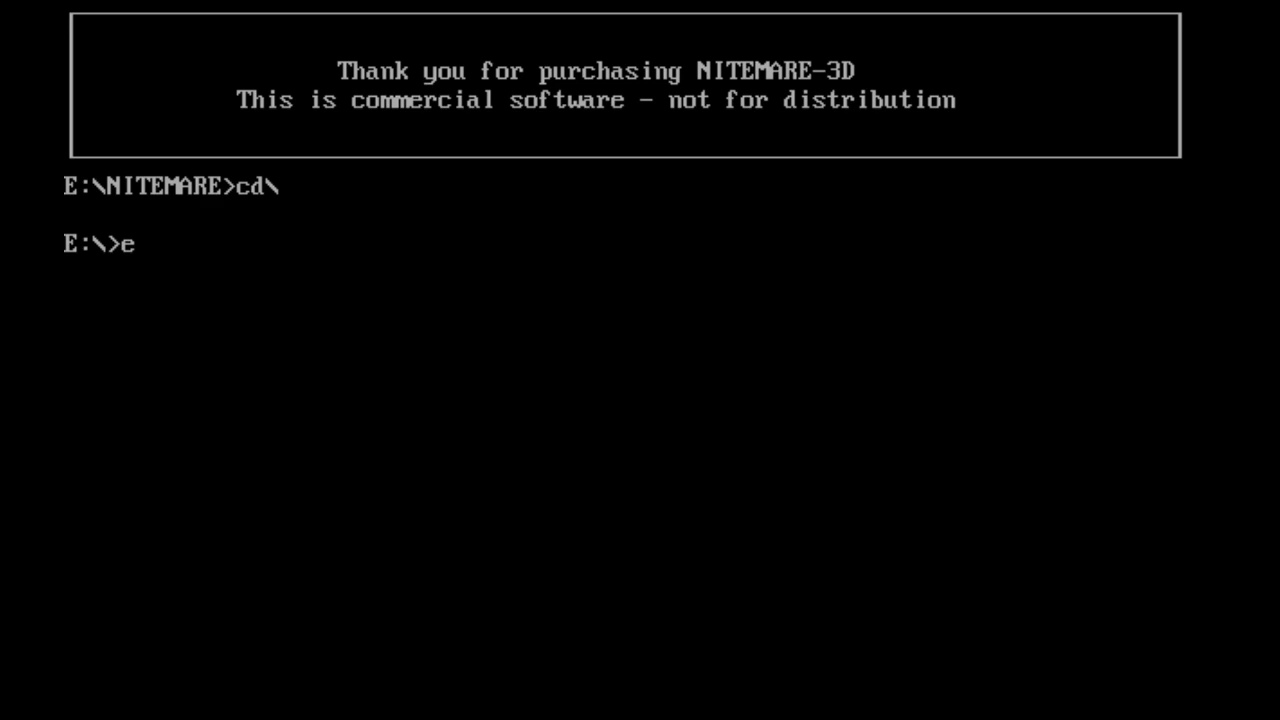 Thank you for purchasing NITEMARE-3D
This is commercial software - not for distribution
E:\NITEMARE>cd\
E:\>e